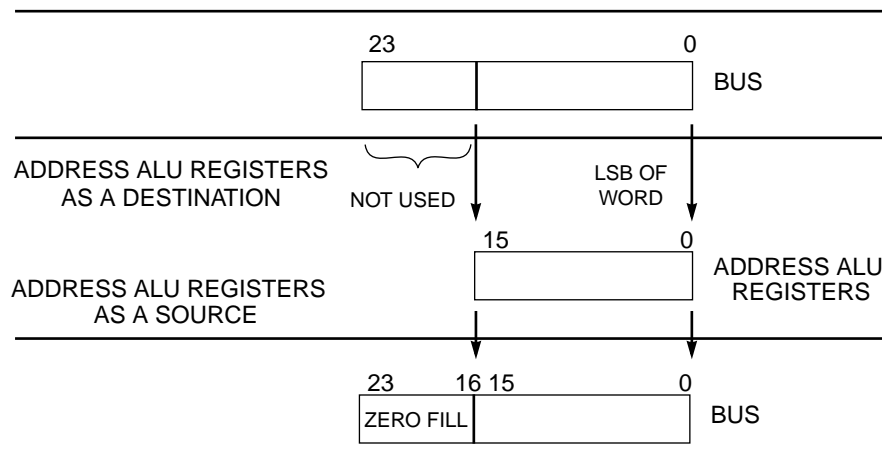 23 0
BUS
ADDRESS ALU REGISTERS
AS A DESTINATION
NOT USED
LSB OF
WORD
15 0
ADDRESS ALU
REGISTERS
ADDRESS ALU REGISTERS
AS A SOURCE
23 16 15 0
ZERO FILL
BUS